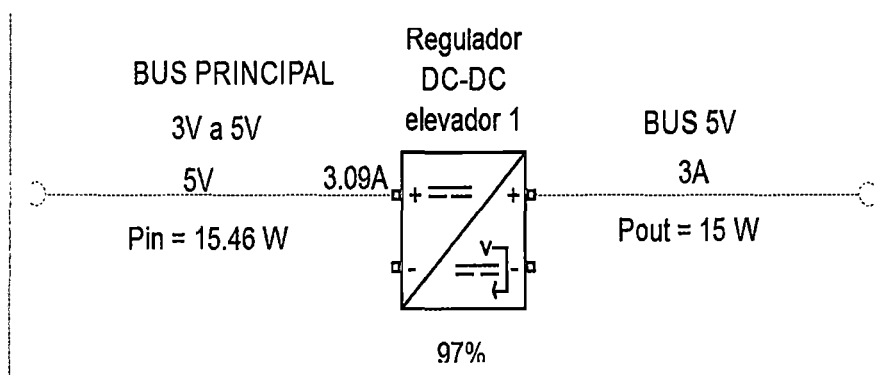 Regulador
DC-DC
elevador 1
BUS PRINCIPAL
3V a 5V
5V
3.09A
Pin = 15.46 W
+
-
+
-
V
BUS 5V
3A
Pout = 15 W
97%